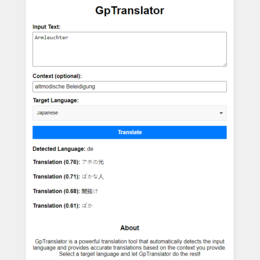 GpTranslator
Input Text:
Armleuchter
Context (optional):
altmodische Beleidigung
Target Language:
Japanese
Translate
Detected Language: de
Translation (0.76): アホの光
Translation (0.71): ばかな人
Translation (0.68): 間抜け
Translation (0.61): ばか
About
GpTranslator is a powerful translation tool that automatically detects the input
language and provides accurate translations based on the context you provide
Select a target language and let GpTranslator do the rest!